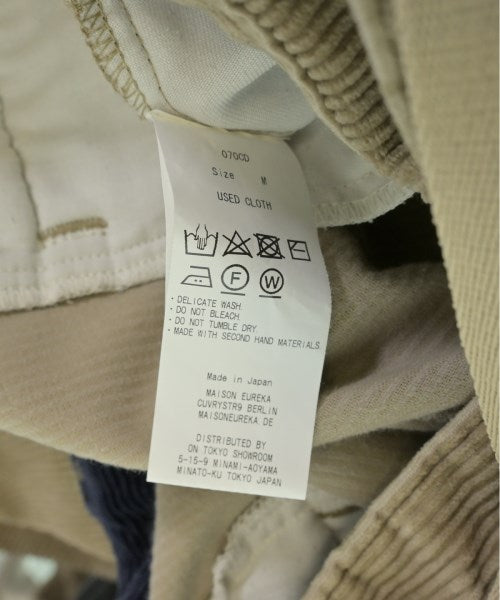 070CD
Size M
USED CLOTH
F W
· DELICATE WASH.
· DO NOT BLEACH.
· DO NOT TUMBLE DRY.
· MADE WITH SECOND HAND MATERIALS.
Made in Japan
MAISON EUREKA
CUVRYSTR9 BERLIN
MAISONEUREKA.DE
DISTRIBUTED BY
ON TOKYO SHOWROOM
5-15-9 MINAMI-AOYAMA
MINATO-KU TOKYO JAPAN